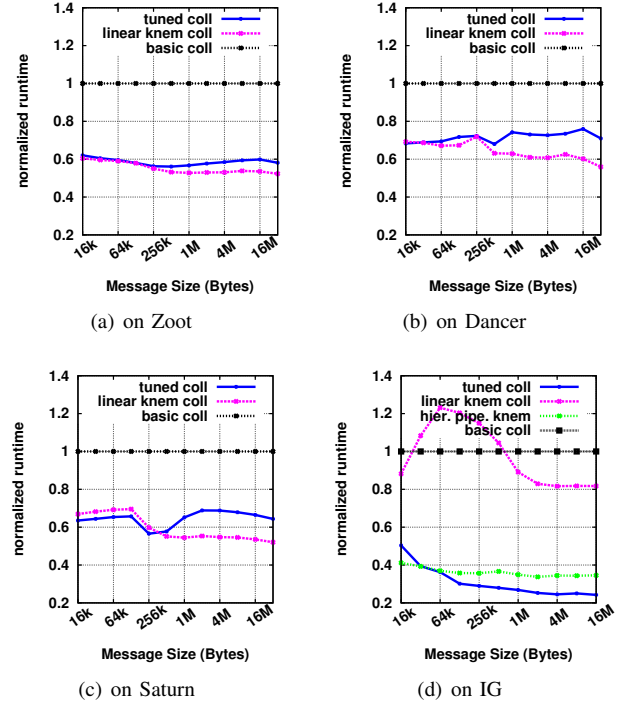 1.4
1.2
1
0.8
0.6
0.4
0.2
normalized runtime
tuned coll
linear knem coll
basic coll
16k
64k
256k
1M
4M
16M
Message Size (Bytes)
(a) on Zoot
1.4
1.2
1
0.8
0.6
0.4
0.2
normalized runtime
tuned coll
linear knem coll
basic coll
16k
64k
256k
1M
4M
16M
Message Size (Bytes)
(b) on Dancer
1.4
1.2
1
0.8
0.6
0.4
0.2
normalized runtime
tuned coll
linear knem coll
basic coll
16k
64k
256k
1M
4M
16M
Message Size (Bytes)
(c) on Saturn
1.4
1.2
1
0.8
0.6
0.4
0.2
normalized runtime
tuned coll
linear knem coll
hier. pipe. knem
basic coll
16k
64k
256k
1M
4M
16M
Message Size (Bytes)
(d) on IG